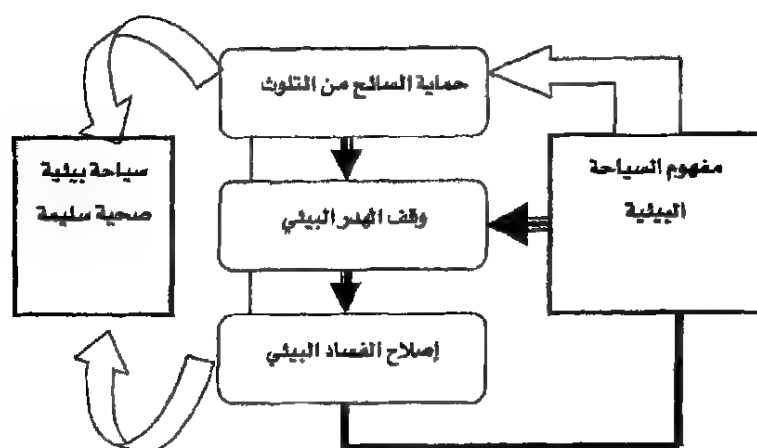 حماية السائح من التلوث
مفهوم السياحة
البيئية
وقف الهدر البيئي
إصلاح الفساد البيئي
سياحة بيئية
صحية سليمة